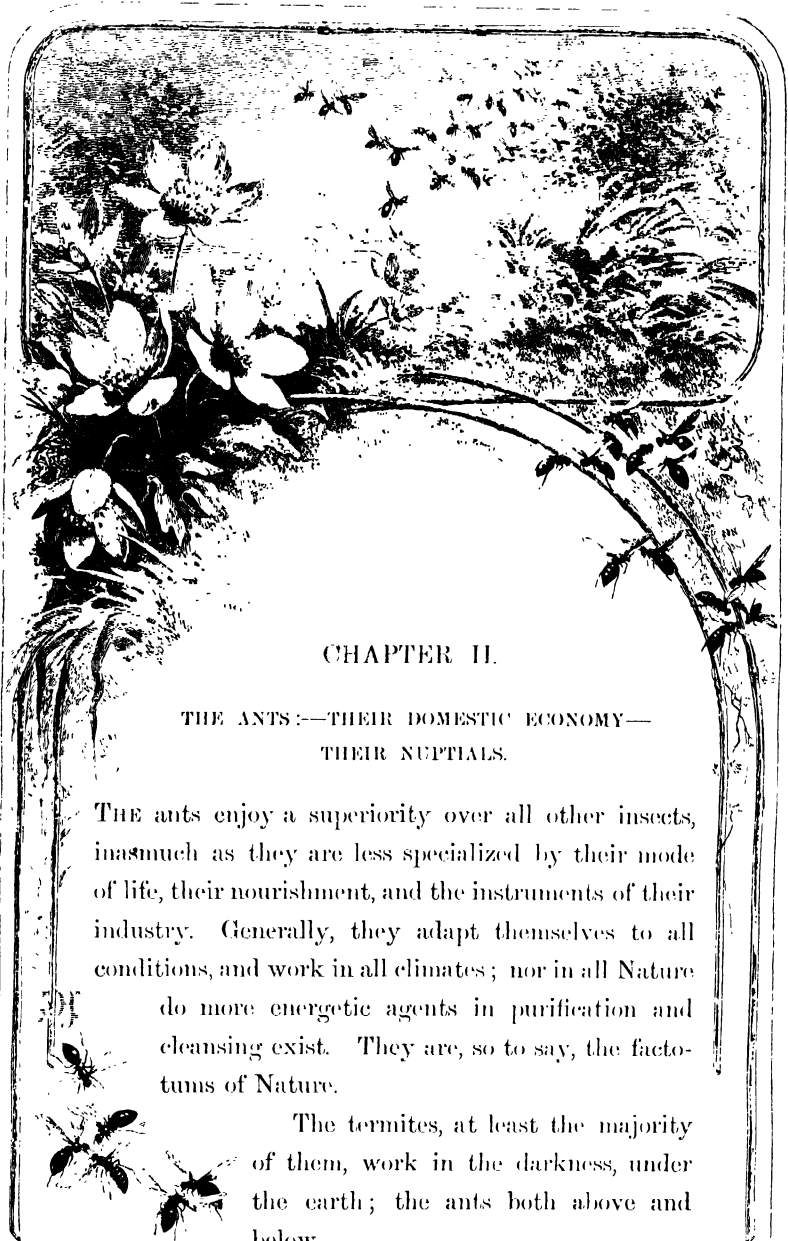 CHAPTER II.
THE ANTS:—THEIR DOMESTIC ECONOMY—
THEIR NUPTIALS.
THE ants enjoy a superiority over all other insects,
inasmuch as they are less specialized by their mode
of life, their nourishment, and the instruments of their
industry. Generally, they adapt themselves to all
conditions, and work in all climates; nor in all Nature
do more energetic agents in purification and
cleansing exist. They are, so to say, the facto-
tums of Nature.
The termites, at least the majority
of them, work in the darkness, under
the earth; the ants both above and
below.